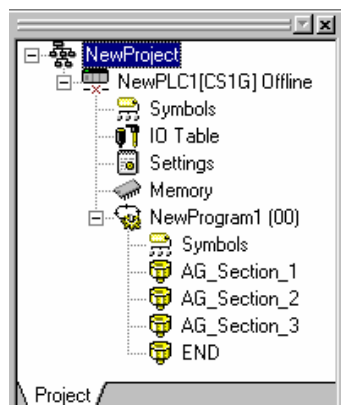 NewProject
NewPLC1[CS1G] Offline
Symbols
IO Table
Settings
Memory
NewProgram1 (00)
Symbols
AG_Section_1
AG_Section_2
AG_Section_3
END
Project